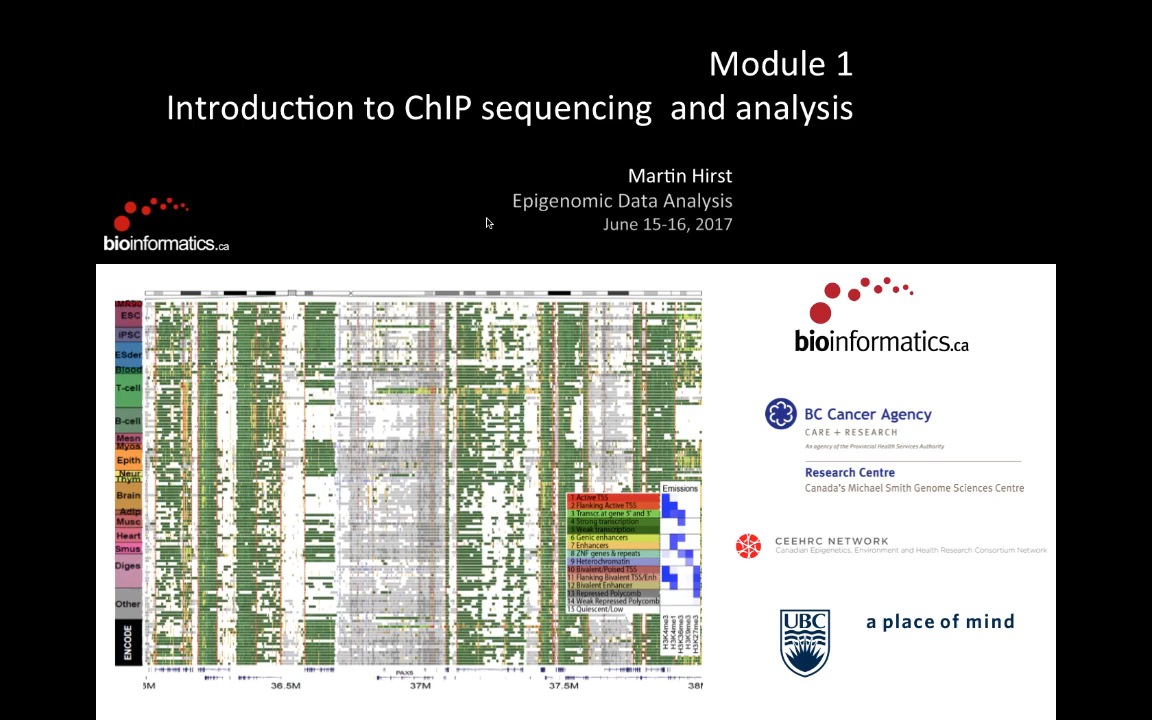 Module 1
Introduction to ChIP sequencing and analysis
Martin Hirst
Epigenomic Data Analysis
June 15-16, 2017
bioinformatics.ca
bioinformatics.ca
BC Cancer Agency
CARE + RESEARCH
An agency of the Provincial Health Services Authority
Research Centre
Canada's Michael Smith Genome Sciences Centre
CEEHRC NETWORK
Canadian Epigenetics, Environment and Health Research Consortium Network
UBC
a place of mind
IMR90
ESC
iPSC
ESder
Blood
T-cell
B-cell
Mesn
Myos
Epith
Neur
Thym
Brain
Adip
Musc
Heart
Smus
Diges
Other
ENCODE
Emissions
1 Active TSS
2 Flanking Active TSS
3 Transcr. at gene 5' and 3'
4 Strong transcription
5 Weak transcription
6 Genic enhancers
7 Enhancers
8 ZNF genes & repeats
9 Heterochromatin
10 Bivalent/Poised TSS
11 Flanking Bivalent TSS/Enh
12 Bivalent Enhancer
13 Repressed Polycomb
14 Weak Repressed Polycomb
15 Quiescent/Low
H3K4me3
H3K4me1
H3K36me3
H3K9me3
H3K27me3
PAX5
36.5M
37M
37.5M